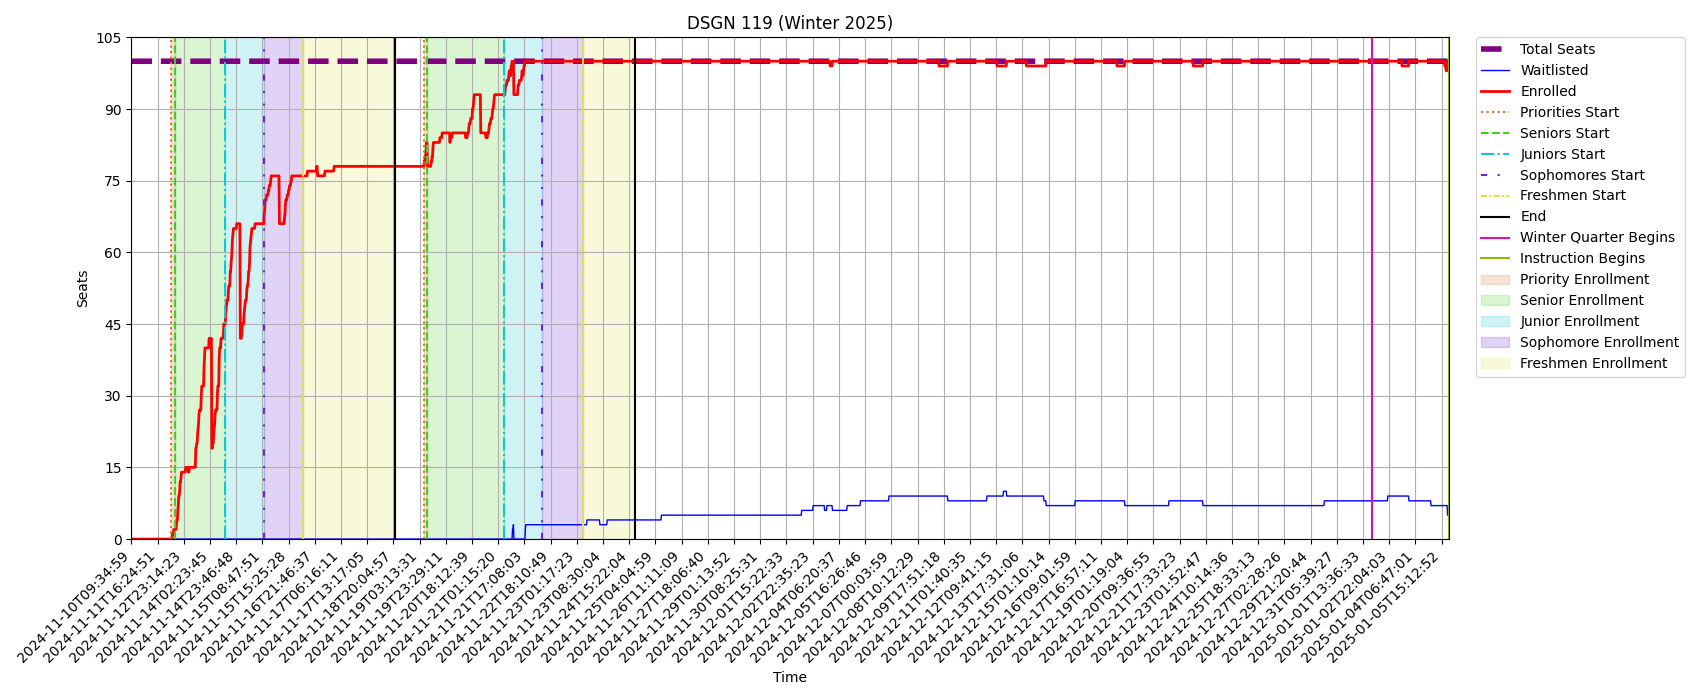 DSGN 119 (Winter 2025)
105
90
75
60
45
30
15
0
Seats
2024-11-10T09:34:59
2024-11-11T16:24:51
2024-11-12T23:14:23
2024-11-14T02:23:45
2024-11-14T23:46:48
2024-11-15T08:47:51
2024-11-15T15:25:28
2024-11-16T21:46:37
2024-11-17T06:16:11
2024-11-17T13:17:05
2024-11-18T20:04:57
2024-11-19T03:13:31
2024-11-19T23:29:11
2024-11-20T18:12:39
2024-11-21T01:15:20
2024-11-21T17:08:03
2024-11-22T18:10:49
2024-11-23T01:17:23
2024-11-23T08:30:04
2024-11-24T15:22:04
2024-11-25T04:04:59
2024-11-26T11:11:09
2024-11-27T18:06:40
2024-11-29T01:13:52
2024-11-30T08:25:31
2024-12-01T15:22:33
2024-12-02T22:35:23
2024-12-04T06:20:37
2024-12-05T16:26:46
2024-12-07T00:03:59
2024-12-08T10:12:29
2024-12-09T17:51:18
2024-12-11T01:40:35
2024-12-12T09:41:15
2024-12-13T17:31:06
2024-12-15T01:10:14
2024-12-16T09:01:59
2024-12-17T16:57:11
2024-12-19T01:19:04
2024-12-20T09:36:55
2024-12-21T17:33:23
2024-12-23T01:52:47
2024-12-24T10:14:36
2024-12-25T18:33:13
2024-12-27T02:28:26
2024-12-29T21:20:44
2024-12-31T05:39:27
2025-01-01T13:36:33
2025-01-02T22:04:03
2025-01-04T06:47:01
2025-01-05T15:12:52
Time
Total Seats
Waitlisted
Enrolled
Priorities Start
Seniors Start
Juniors Start
Sophomores Start
Freshmen Start
End
Winter Quarter Begins
Instruction Begins
Priority Enrollment
Senior Enrollment
Junior Enrollment
Sophomore Enrollment
Freshmen Enrollment